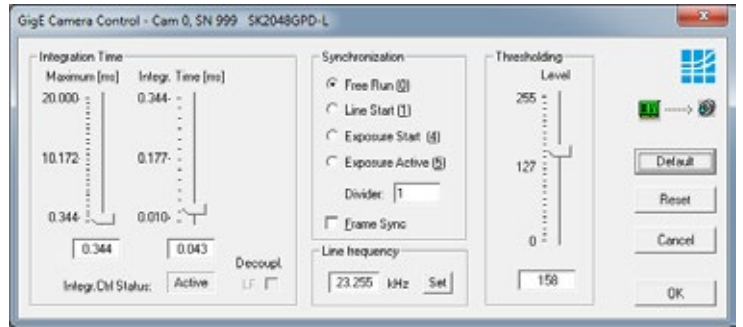 GigE Camera Control - Cam 0, SN 999 SK2048GPD-L
Integration Time
Maximum [ms] Integr. Time [ms]
20.000 0.344
10.172 0.177
0.344 0.010
0.344 0.043
Decoupl.
Integr.Ctrl Status: Active LF
Synchronization
Free Run (0)
Line Start (1)
Exposure Start (4)
Exposure Active (5)
Divider: 1
Frame Sync
Line frequency
23.255 kHz Set
Thresholding
Level
255
127
0
158
Default
Reset
Cancel
OK